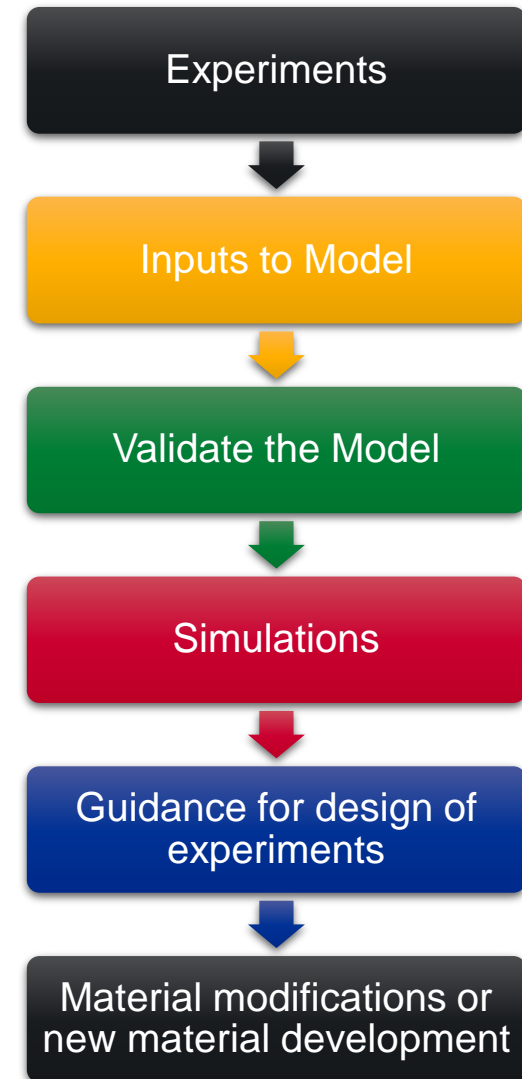 Experiments
Inputs to Model
Validate the Model
Simulations
Guidance for design of
experiments
Material modifications or
new material development